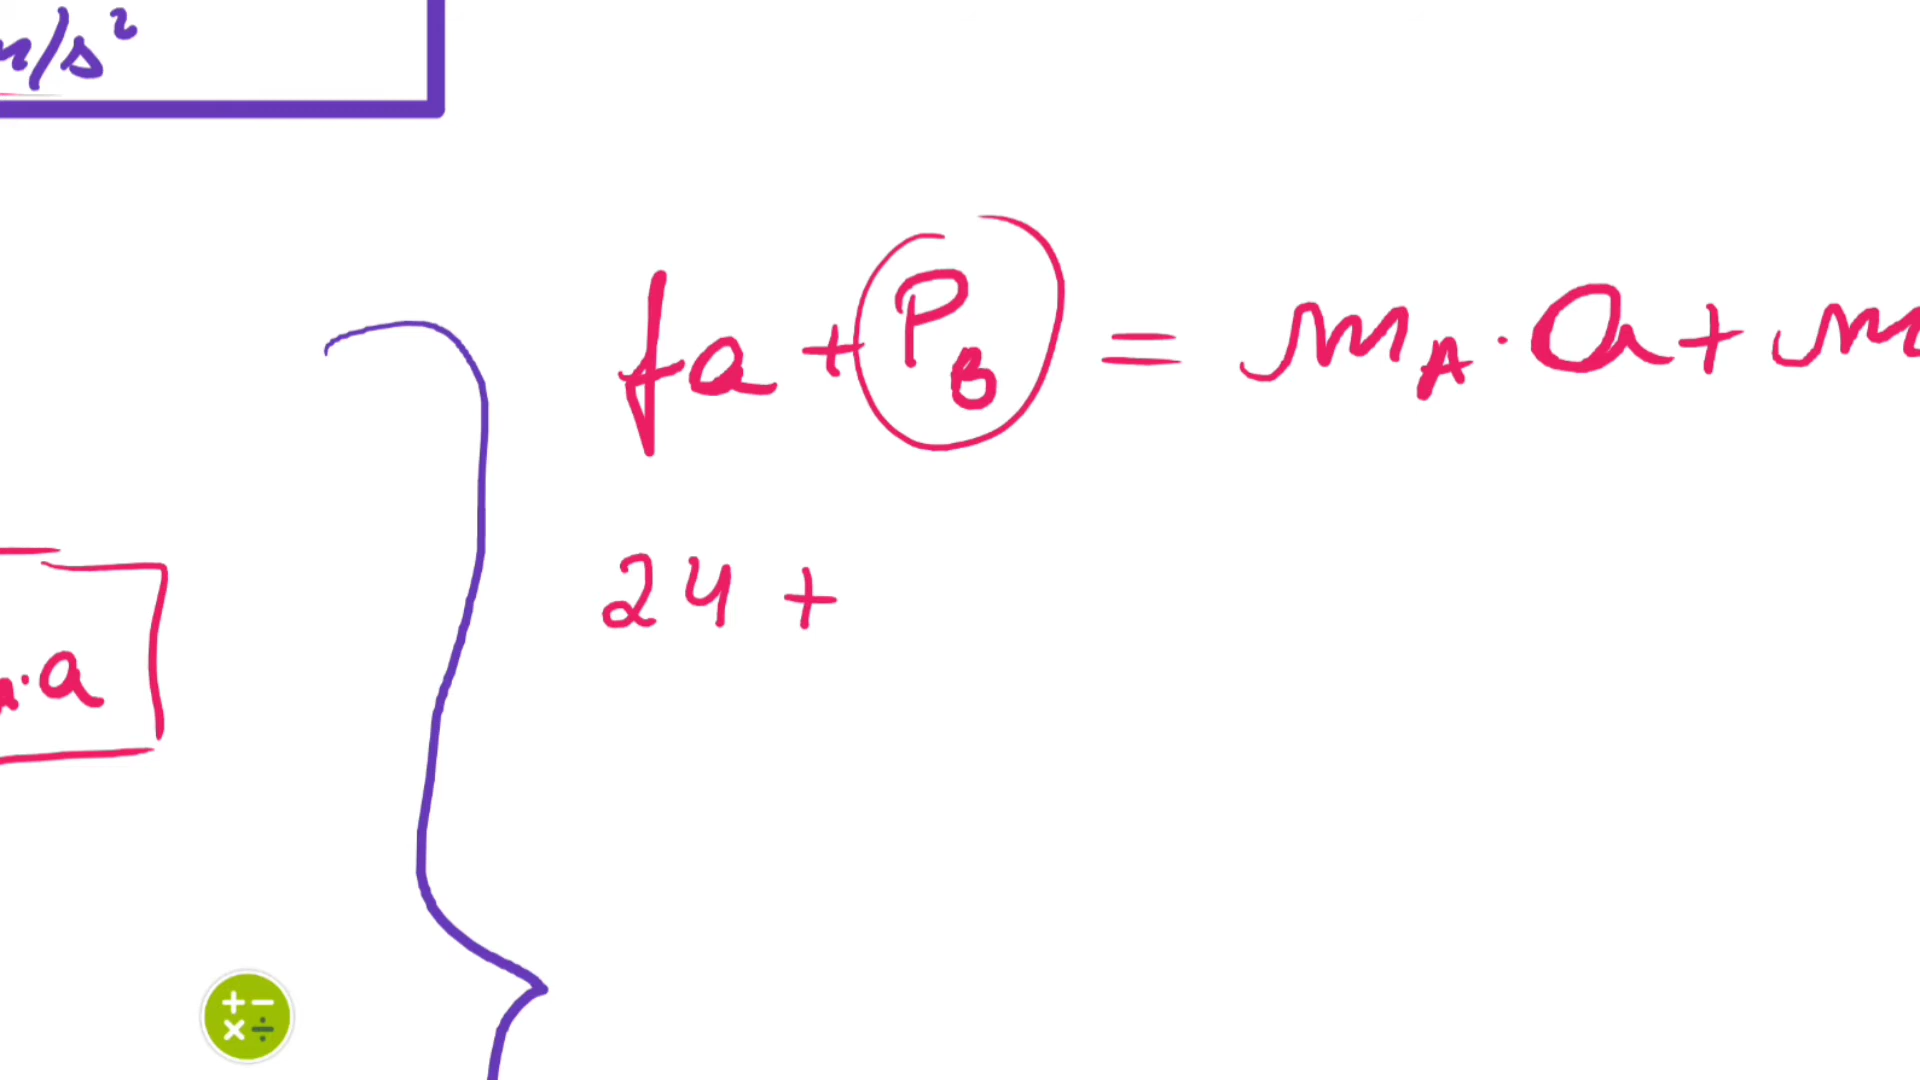 m/s²
fa + P_B = m_A · a + m
24 +
· a